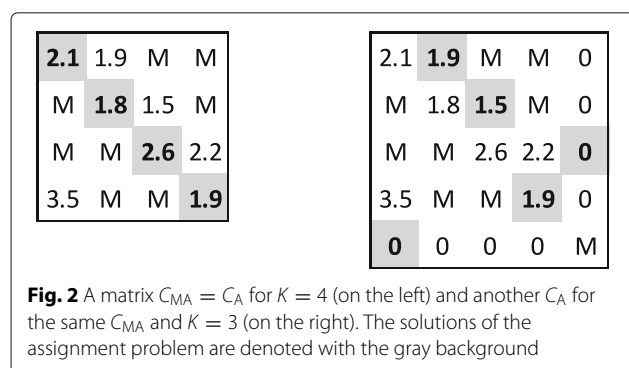 2.1 1.9 M M
M 1.8 1.5 M
M M 2.6 2.2
3.5 M M 1.9
2.1 1.9 M M 0
M 1.8 1.5 M 0
M M 2.6 2.2 0
3.5 M M 1.9 0
0 0 0 0 M
Fig. 2 A matrix C_MA = C_A for K = 4 (on the left) and another C_A for
the same C_MA and K = 3 (on the right). The solutions of the
assignment problem are denoted with the gray background